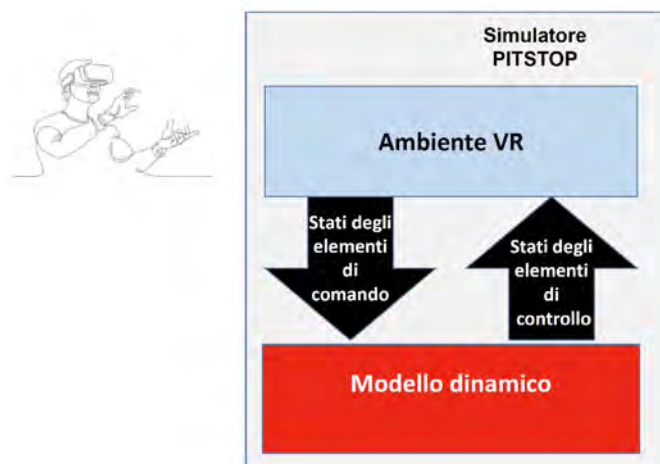 Simulatore
PITSTOP
Ambiente VR
Stati degli
elementi
di
comando
Stati degli
elementi
di
controllo
Modello dinamico